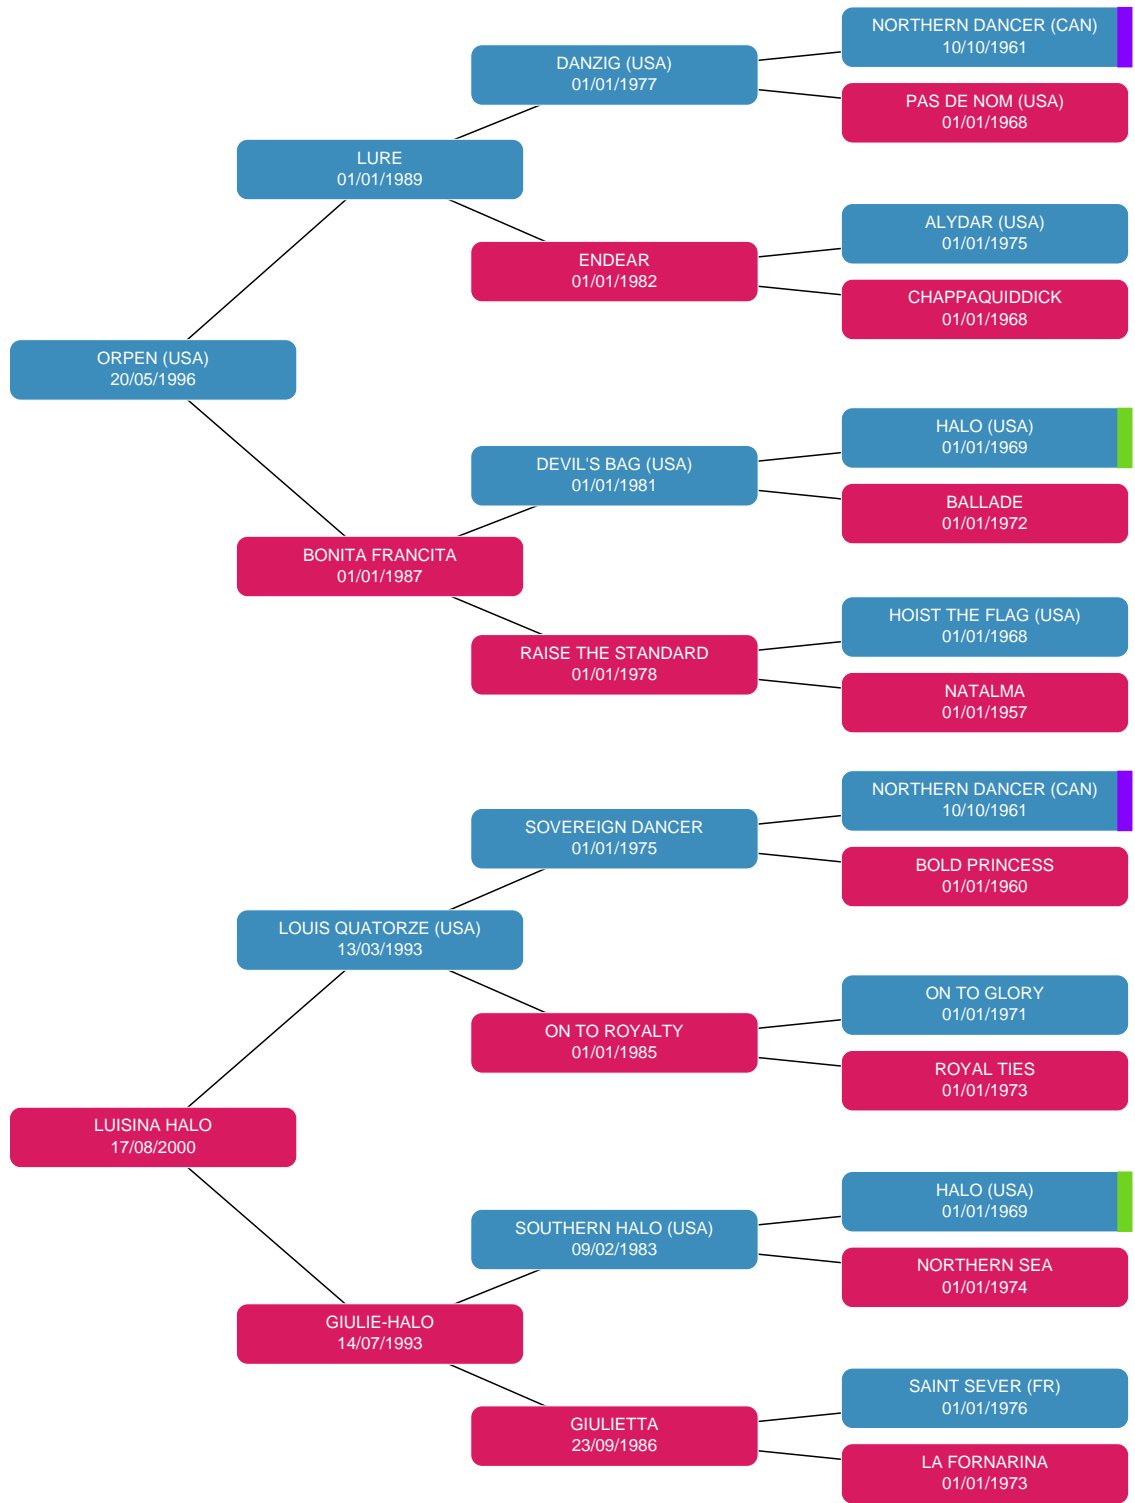 NORTHERN DANCER (CAN)
10/10/1961
DANZIG (USA)
01/01/1977
PAS DE NOM (USA)
01/01/1968
LURE
01/01/1989
ALYDAR (USA)
01/01/1975
ENDEAR
01/01/1982
CHAPPAQUIDDICK
01/01/1968
ORPEN (USA)
20/05/1996
HALO (USA)
01/01/1969
DEVIL'S BAG (USA)
01/01/1981
BALLADE
01/01/1972
BONITA FRANCITA
01/01/1987
HOIST THE FLAG (USA)
01/01/1968
RAISE THE STANDARD
01/01/1978
NATALMA
01/01/1957
NORTHERN DANCER (CAN)
10/10/1961
SOVEREIGN DANCER
01/01/1975
BOLD PRINCESS
01/01/1960
LOUIS QUATORZE (USA)
13/03/1993
ON TO GLORY
01/01/1971
ON TO ROYALTY
01/01/1985
ROYAL TIES
01/01/1973
LUISINA HALO
17/08/2000
HALO (USA)
01/01/1969
SOUTHERN HALO (USA)
09/02/1983
NORTHERN SEA
01/01/1974
GIULIE-HALO
14/07/1993
SAINT SEVER (FR)
01/01/1976
GIULIETTA
23/09/1986
LA FORNARINA
01/01/1973